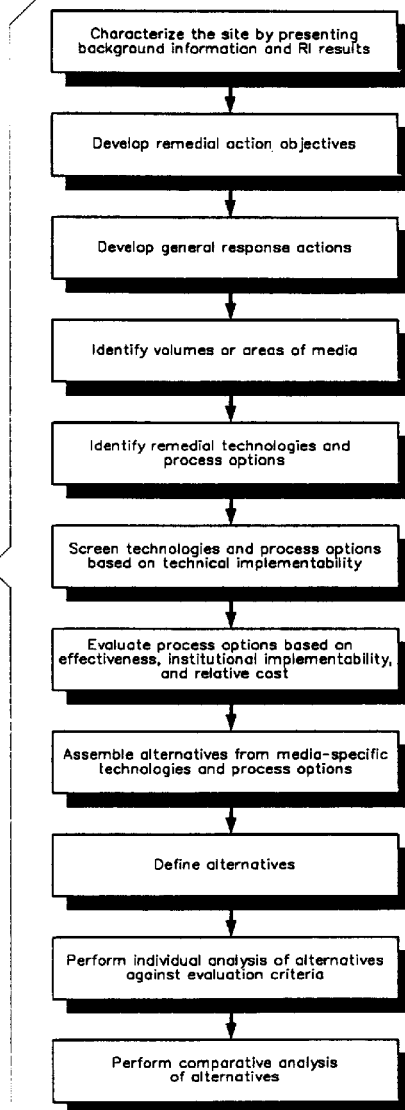 Characterize the site by presenting
background information and RI results
Develop remedial action objectives
Develop general response actions
Identify volumes or areas of media
Identify remedial technologies and
process options
Screen technologies and process options
based on technical implementability
Evaluate process options based on
effectiveness, institutional implementability,
and relative cost
Assemble alternatives from media-specific
technologies and process options
Define alternatives
Perform individual analysis of alternatives
against evaluation criteria
Perform comparative analysis
of alternatives